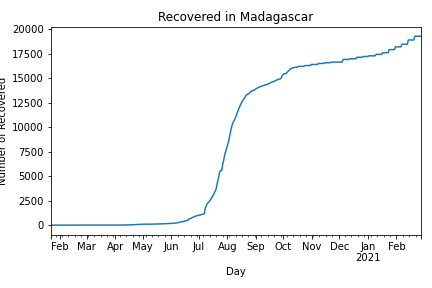 Recovered in Madagascar
Number of Recovered
20000
17500
15000
12500
10000
7500
5000
2500
0
Feb Mar Apr May Jun Jul Aug Sep Oct Nov Dec Jan Feb
2021
Day